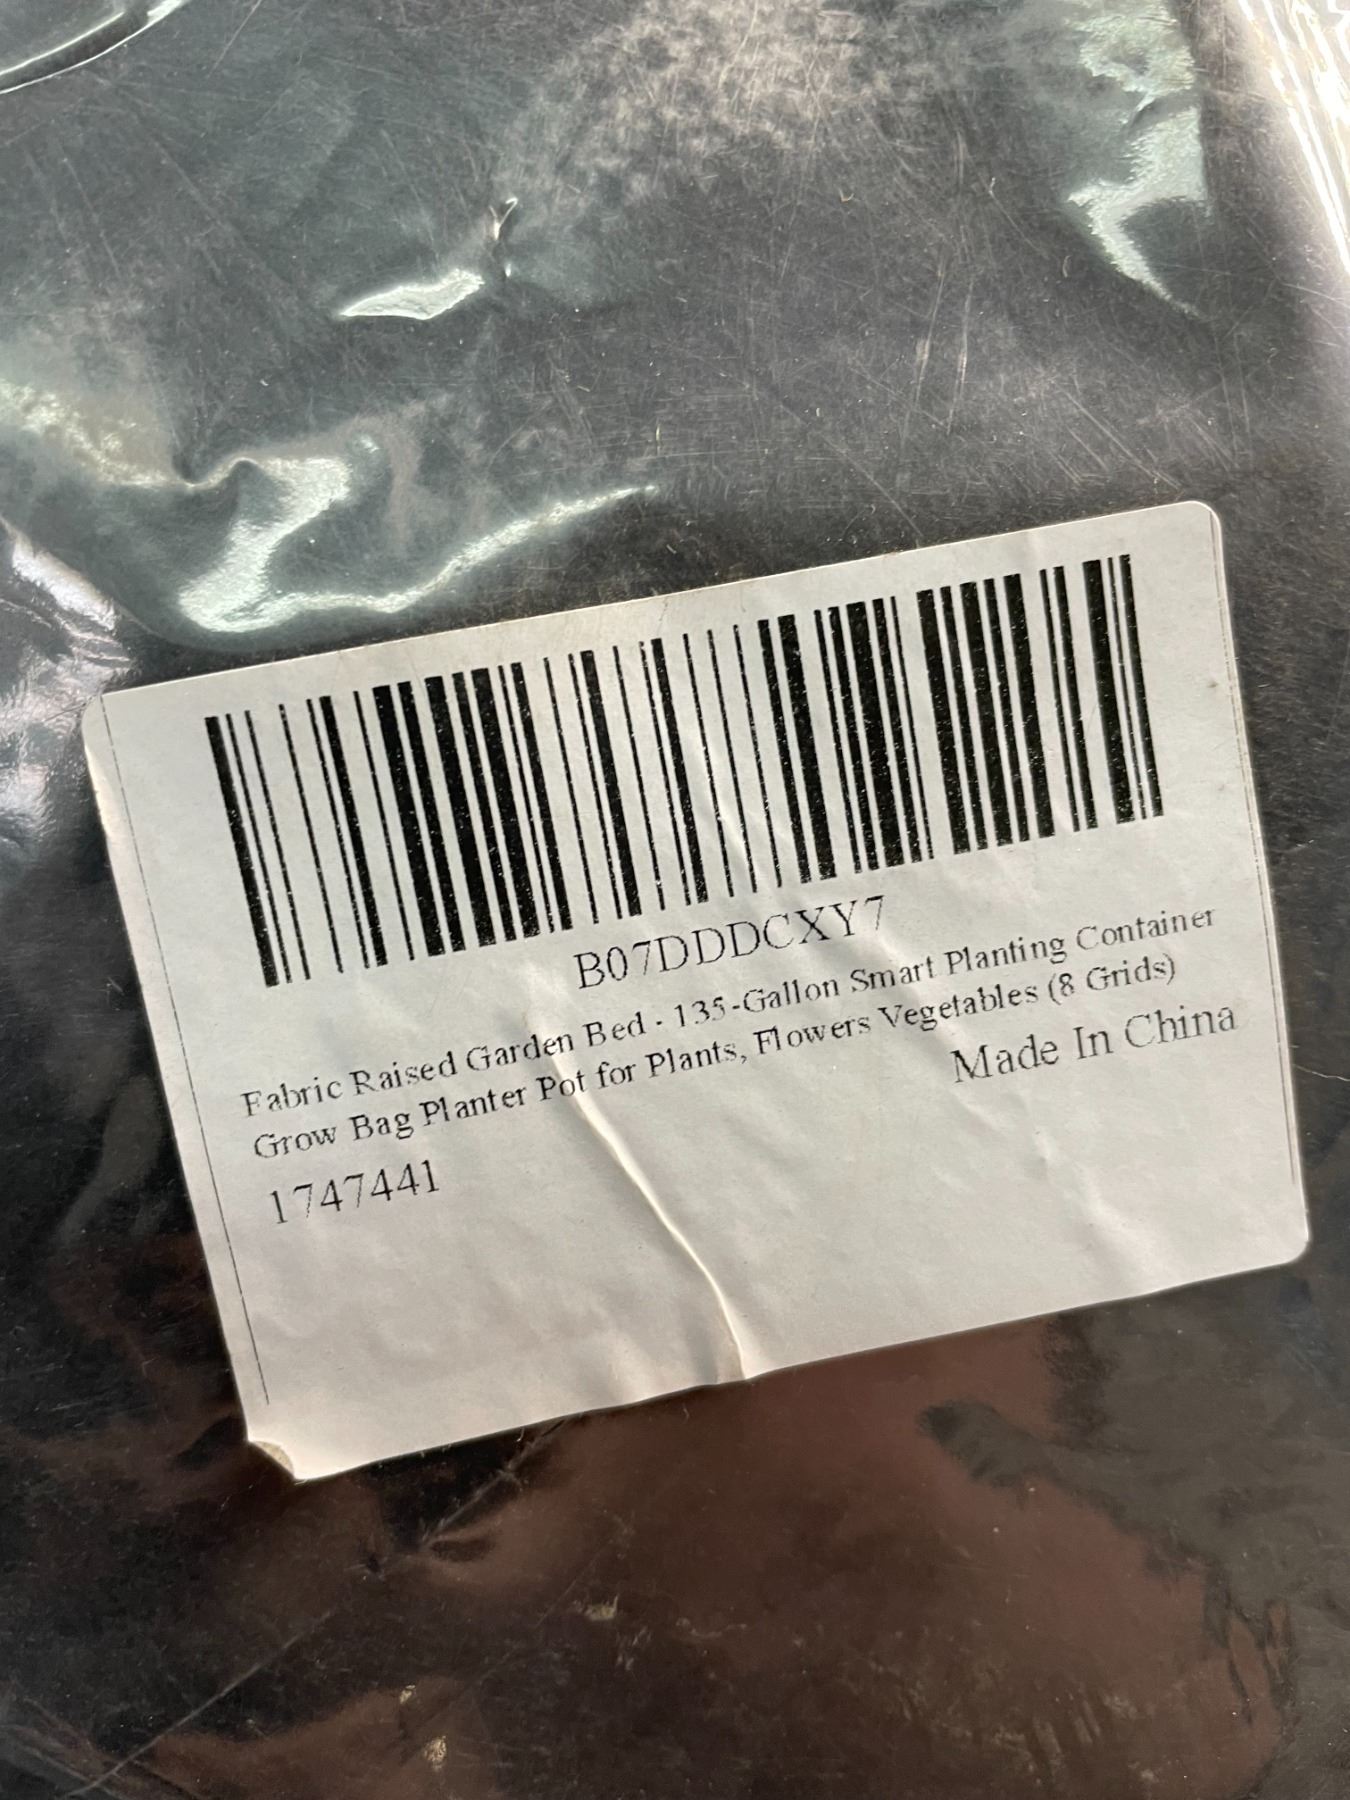 B07DDDCXY7
Fabric Raised Garden Bed - 135-Gallon Smart Planting Container
Grow Bag Planter Pot for Plants, Flowers Vegetables (8 Grids)
Made In China
1747441